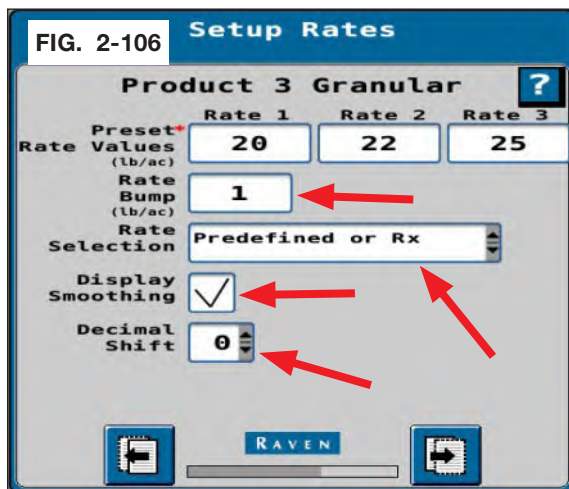 FIG. 2-106
Setup Rates
Product 3 Granular
?
Rate 1 Rate 2 Rate 3
Preset*
Rate Values
(lb/ac)
20 22 25
Rate
Bump
(lb/ac)
1
Rate
Selection
Predefined or Rx
Display
Smoothing
Decimal
Shift
0
RAVEN